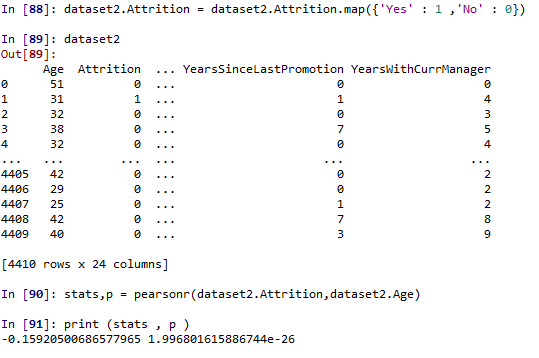 In [88]: dataset2.Attrition = dataset2.Attrition.map({'Yes' : 1 ,'No' : 0})
In [89]: dataset2
Out[89]:
Age Attrition ... YearsSinceLastPromotion YearsWithCurrManager
0 51 0 ... 0 0
1 31 1 ... 1 4
2 32 0 ... 0 3
3 38 0 ... 7 5
4 32 0 ... 0 4
... ... ... ... ... ...
4405 42 0 ... 0 2
4406 29 0 ... 0 2
4407 25 0 ... 1 2
4408 42 0 ... 7 8
4409 40 0 ... 3 9
[4410 rows x 24 columns]
In [90]: stats,p = pearsonr(dataset2.Attrition,dataset2.Age)
In [91]: print (stats , p )
-0.15920500686577965 1.996801615886744e-26